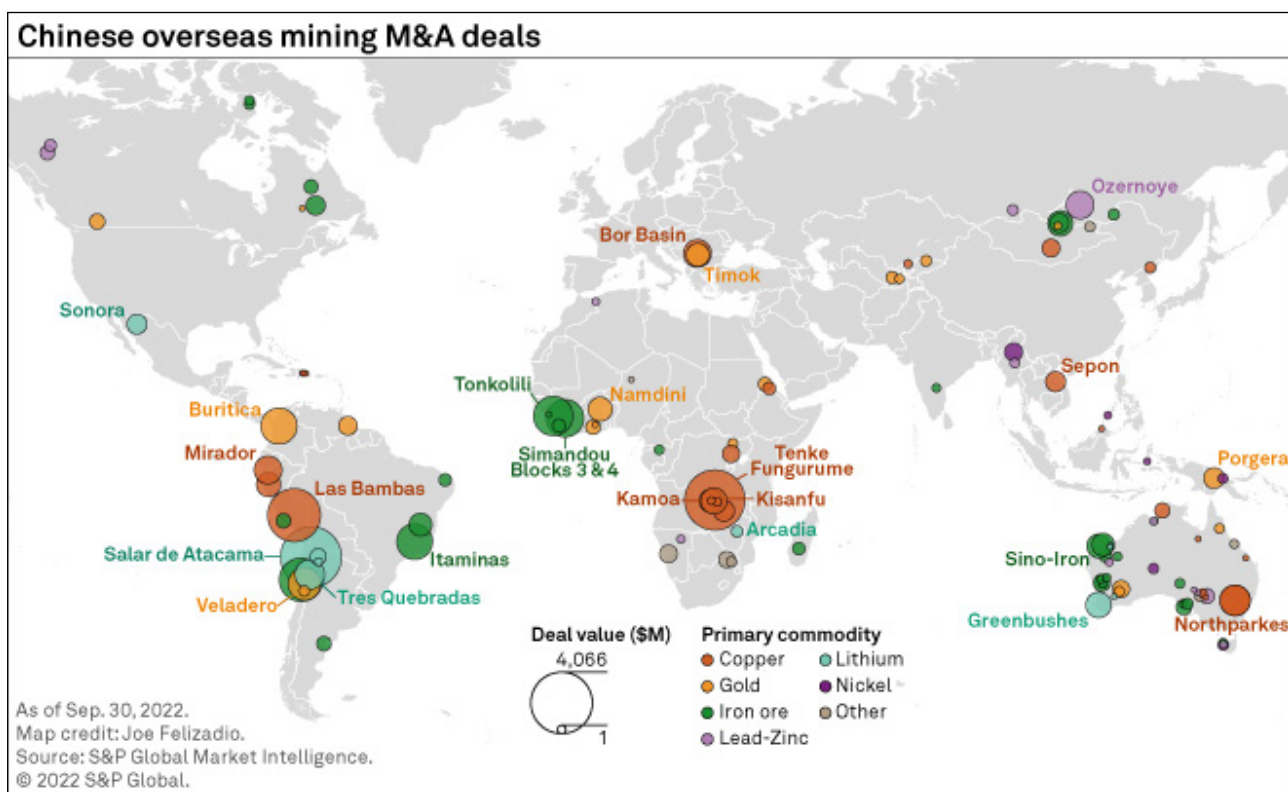 Chinese overseas mining M&A deals
Ozernoye
Bor Basin
Timok
Sonora
Sepon
Tonkolili
Namdini
Buritica
Simandou
Blocks 3 & 4
Tenke
Fungurume
Mirador
Porgera
Las Bambas
Kamoa
Kisanfu
Arcadia
Salar de Atacama
Itaminas
Sino-Iron
Veladero
Tres Quebradas
Greenbushes
Northparkes
Deal value ($M)
4,066
1
Primary commodity
Copper
Lithium
Gold
Nickel
Iron ore
Other
Lead-Zinc
As of Sep. 30, 2022.
Map credit: Joe Felizadio.
Source: S&P Global Market Intelligence.
© 2022 S&P Global.